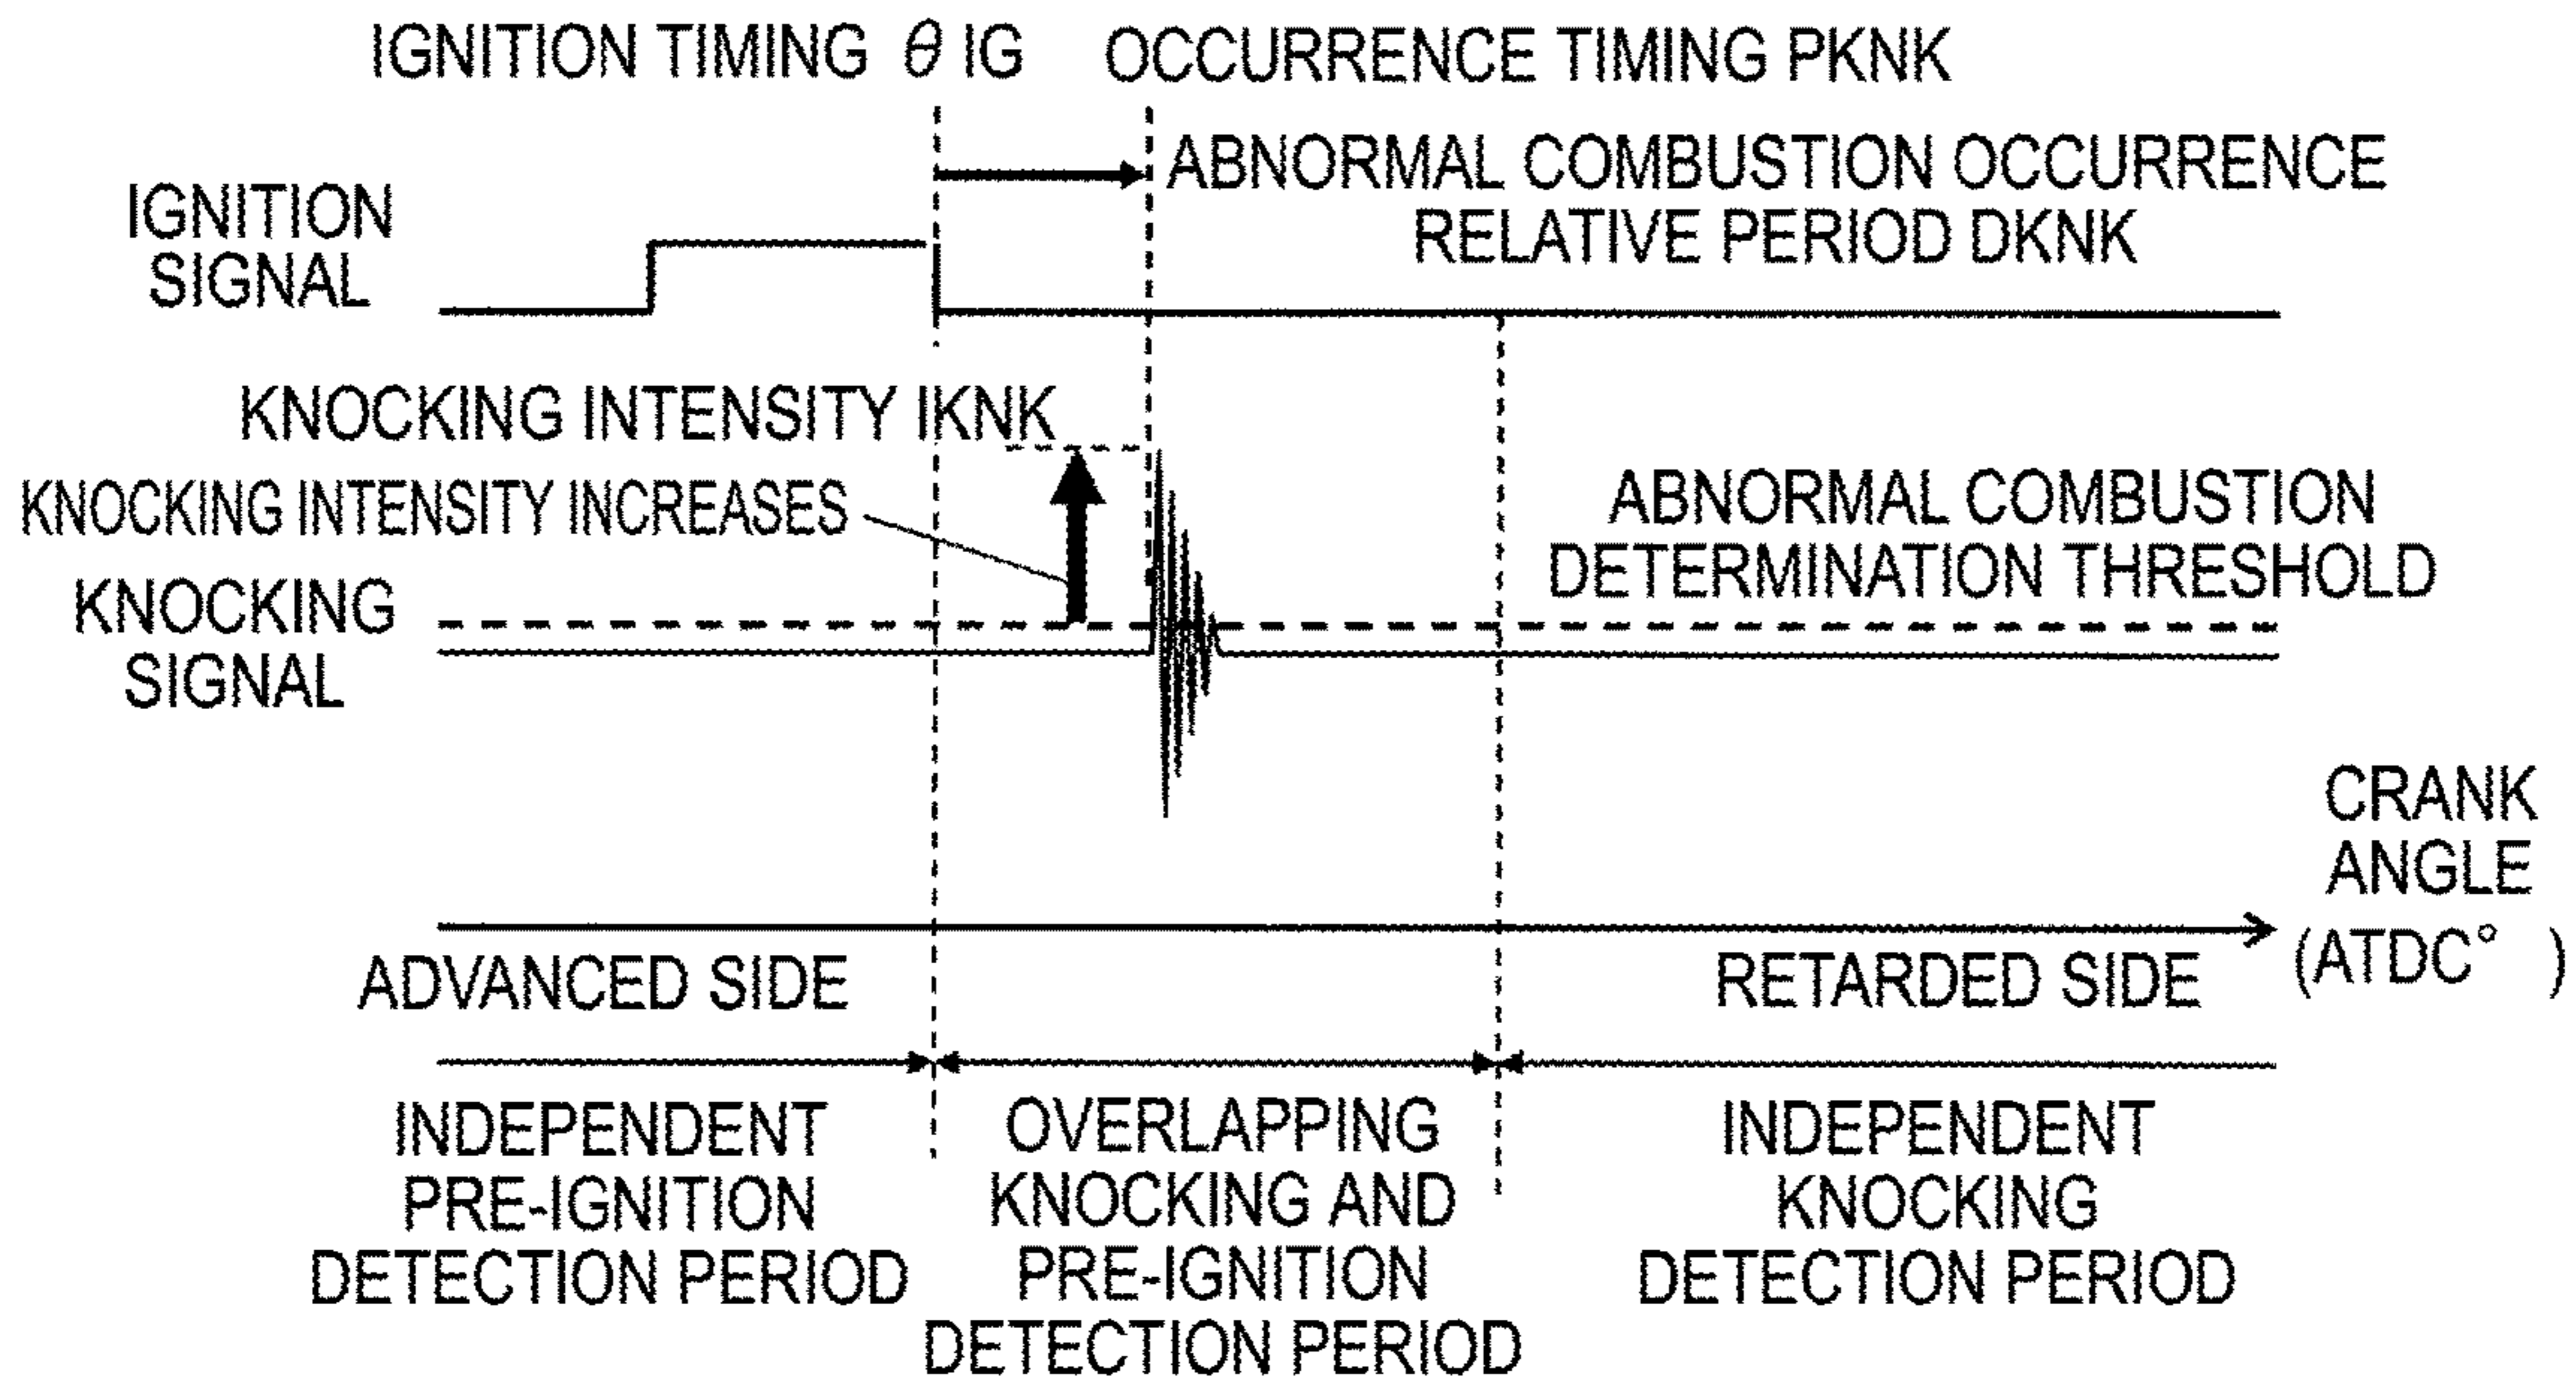 IGNITION TIMING θ IG
OCCURRENCE TIMING PKNK
ABNORMAL COMBUSTION OCCURRENCE
RELATIVE PERIOD DKNK
IGNITION
SIGNAL
KNOCKING INTENSITY IKNK
KNOCKING INTENSITY INCREASES
ABNORMAL COMBUSTION
DETERMINATION THRESHOLD
KNOCKING
SIGNAL
CRANK
ANGLE
(ATDC° )
ADVANCED SIDE
RETARDED SIDE
INDEPENDENT
PRE-IGNITION
DETECTION PERIOD
OVERLAPPING
KNOCKING AND
PRE-IGNITION
DETECTION PERIOD
INDEPENDENT
KNOCKING
DETECTION PERIOD